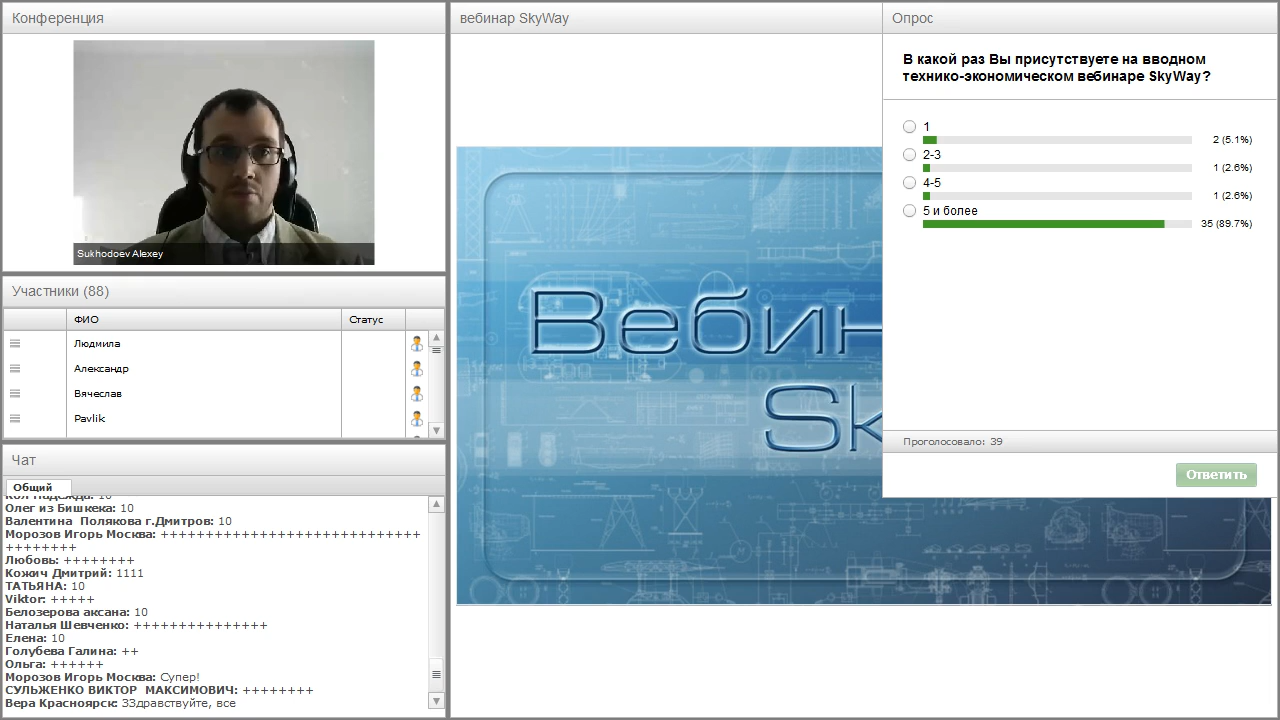 Конференция
Sukhodoev Alexey
Участники (88)
ФИО Статус
Людмила
Александр
Вячеслав
Pavlik
Чат
Общий
Олег из Бишкека: 10
Валентина Полякова г.Дмитров: 10
Морозов Игорь Москва: +++++++++++++++++++++++++++++
++++++++
Любовь: ++++++++
Кожич Дмитрий: 1111
ТАТЬЯНА: 10
Viktor: +++++
Белозерова аксана: 10
Наталья Шевченко: +++++++++++++++
Елена: 10
Голубева Галина: ++
Ольга: ++++++
Морозов Игорь Москва: Супер!
СУЛЬЖЕНКО ВИКТОР МАКСИМОВИЧ: ++++++++
Вера Красноярск: ЗЗдравствуйте, все
вебинар SkyWay
Вебин
Sk
Опрос
В какой раз Вы присутствуете на вводном
технико-экономическом вебинаре SkyWay?
1
2 (5.1%)
2-3
1 (2.6%)
4-5
1 (2.6%)
5 и более
35 (89.7%)
Проголосовало: 39
Ответить